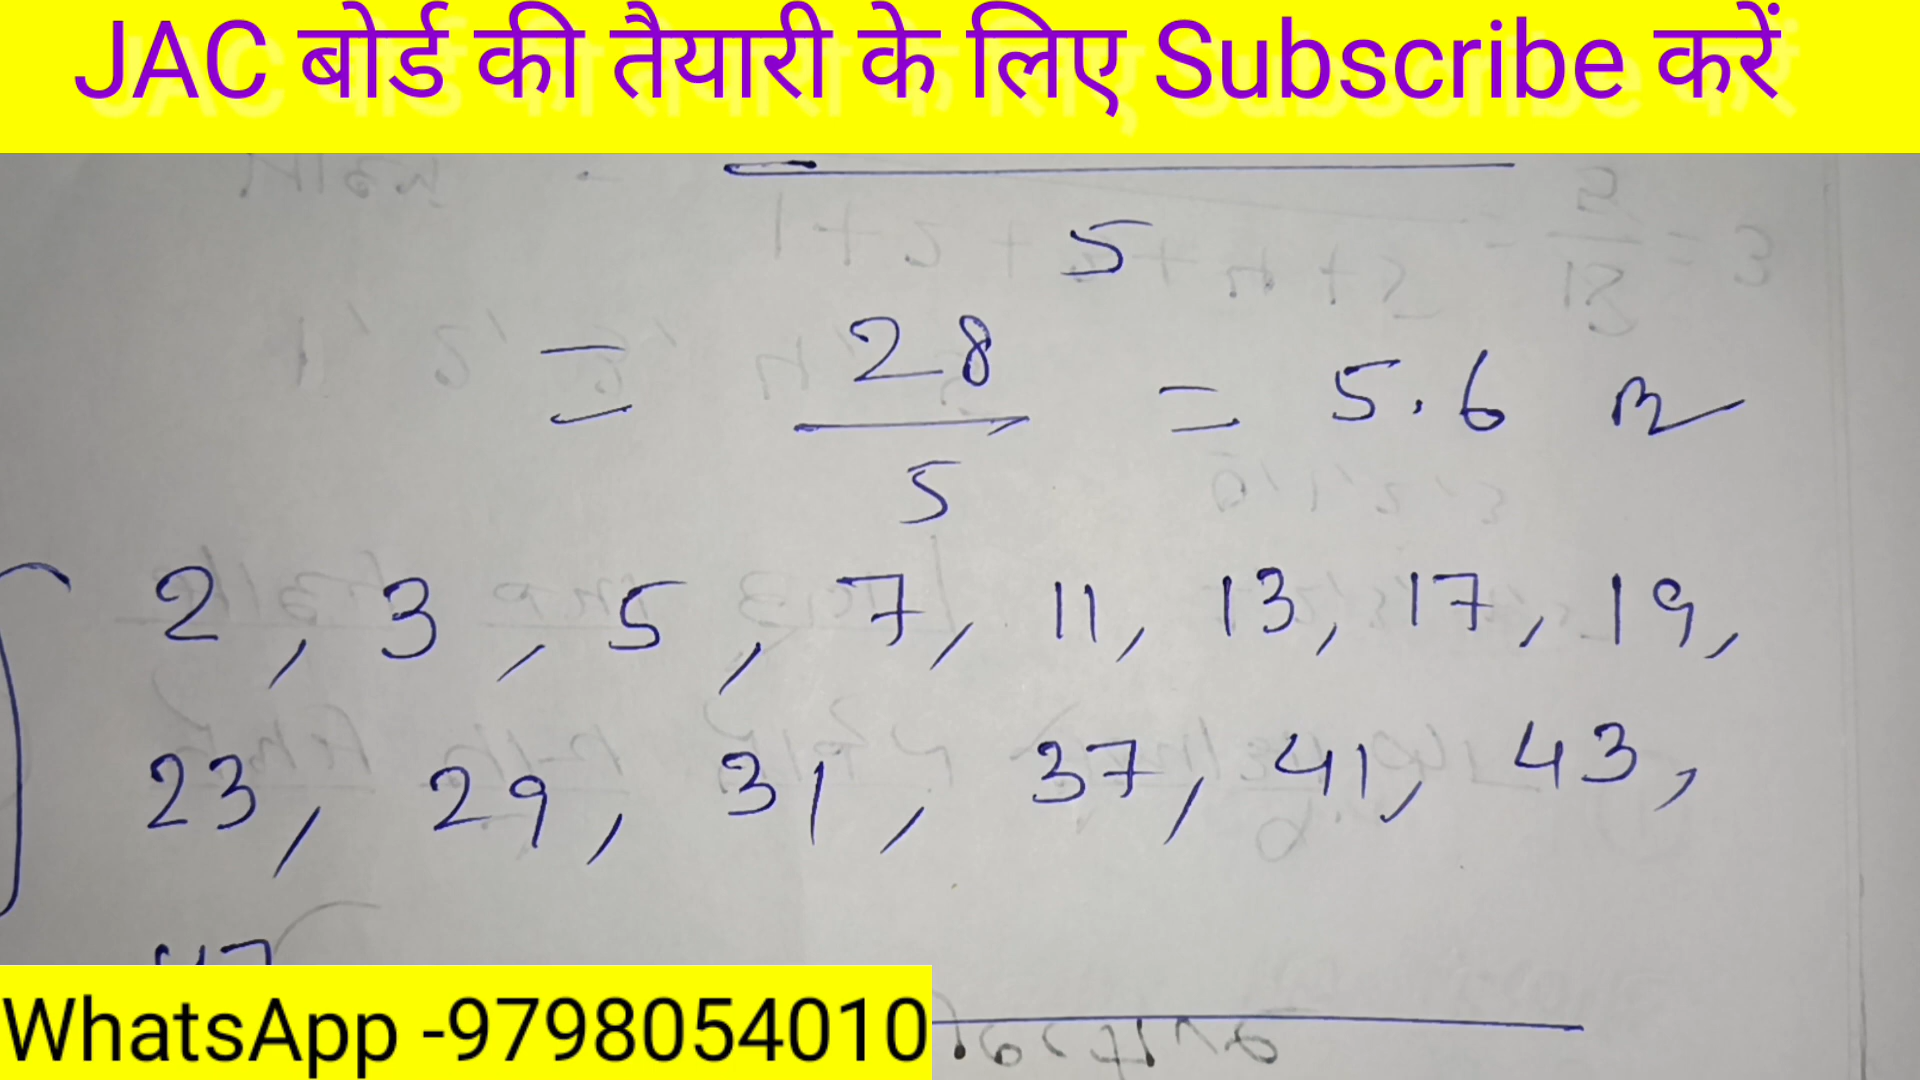 JAC बोर्ड की तैयारी के लिए Subscribe करें
5
= 28 = 5.6
5
2, 3, 5, 7, 11, 13, 17, 19,
23, 29, 31, 37, 41, 43,
47
WhatsApp -9798054010